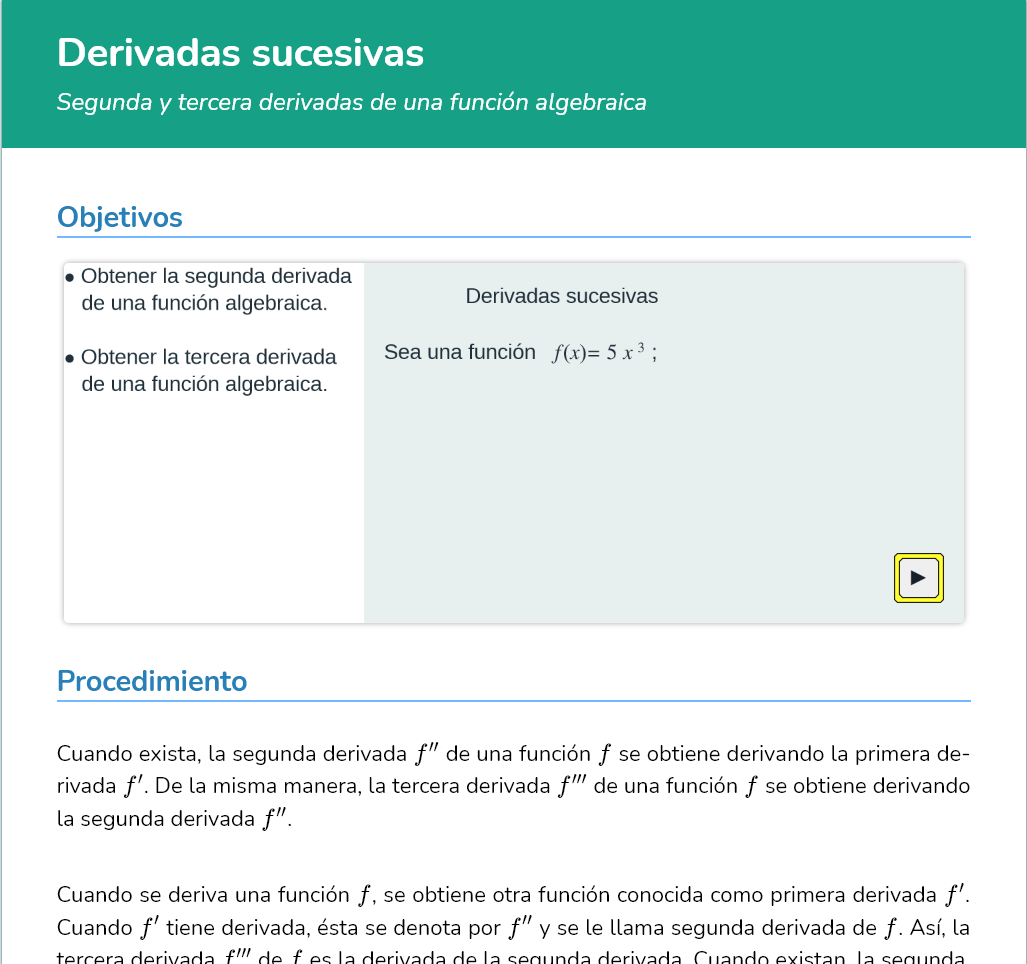 Derivadas sucesivas
Segunda y tercera derivadas de una función algebraica
Objetivos
● Obtener la segunda derivada
de una función algebraica.
● Obtener la tercera derivada
de una función algebraica.
Derivadas sucesivas
Sea una función f(x)= 5 x ³ ;
Procedimiento
Cuando exista, la segunda derivada f″ de una función f se obtiene derivando la primera de-
rivada f′. De la misma manera, la tercera derivada f‴ de una función f se obtiene derivando
la segunda derivada f″.
Cuando se deriva una función f, se obtiene otra función conocida como primera derivada f′.
Cuando f′ tiene derivada, ésta se denota por f″ y se le llama segunda derivada de f. Así, la
tercera derivada f‴ de f es la derivada de la segunda derivada. Cuando existan, la segunda,